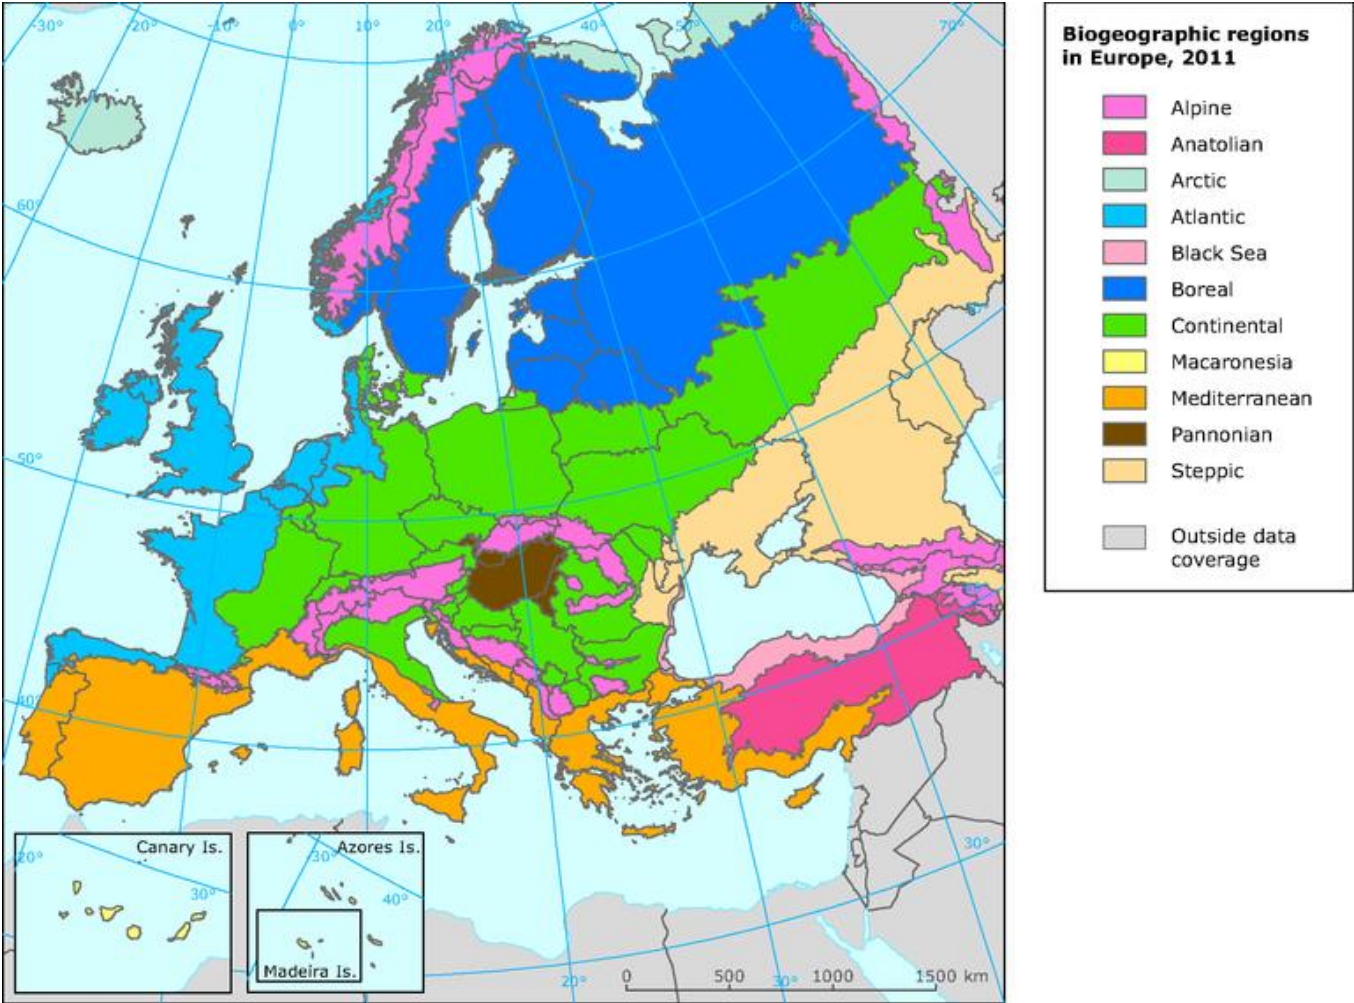 -30° -20° -10° 0° 10° 20° 30° 40° 50° 60° 70°
60°
50°
40°
Canary Is.
20°
30°
Azores Is.
-30°
40°
Madeira Is.
30°
20°
30°
0 500 1000 1500 km
Biogeographic regions
in Europe, 2011
Alpine
Anatolian
Arctic
Atlantic
Black Sea
Boreal
Continental
Macaronesia
Mediterranean
Pannonian
Steppic
Outside data
coverage